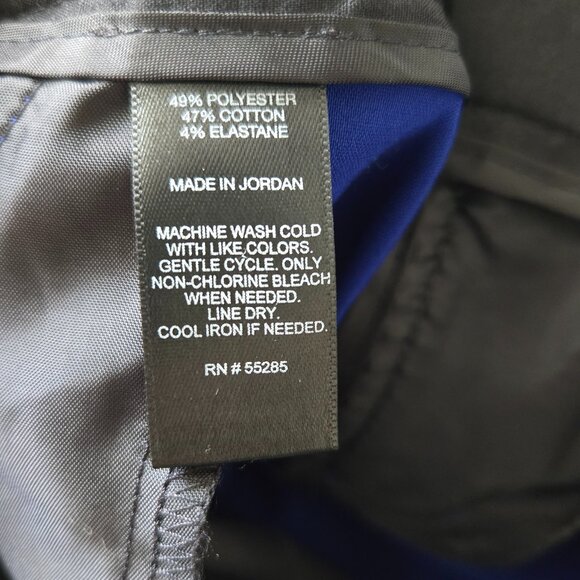 49% POLYESTER
47% COTTON
4% ELASTANE
MADE IN JORDAN
MACHINE WASH COLD
WITH LIKE COLORS.
GENTLE CYCLE. ONLY
NON-CHLORINE BLEACH
WHEN NEEDED.
LINE DRY.
COOL IRON IF NEEDED.
RN # 55285